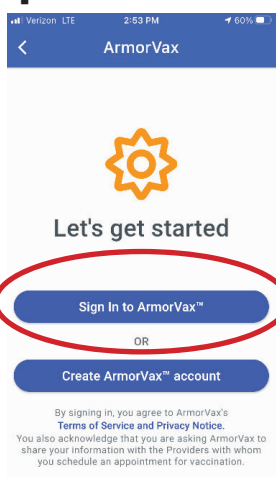 Verizon LTE 2:53 PM 60%
ArmorVax
Let's get started
Sign In to ArmorVax™
OR
Create ArmorVax™ account
By signing in, you agree to ArmorVax's
Terms of Service and Privacy Notice.
You also acknowledge that you are asking ArmorVax to
share your information with the Providers with whom
you schedule an appointment for vaccination.